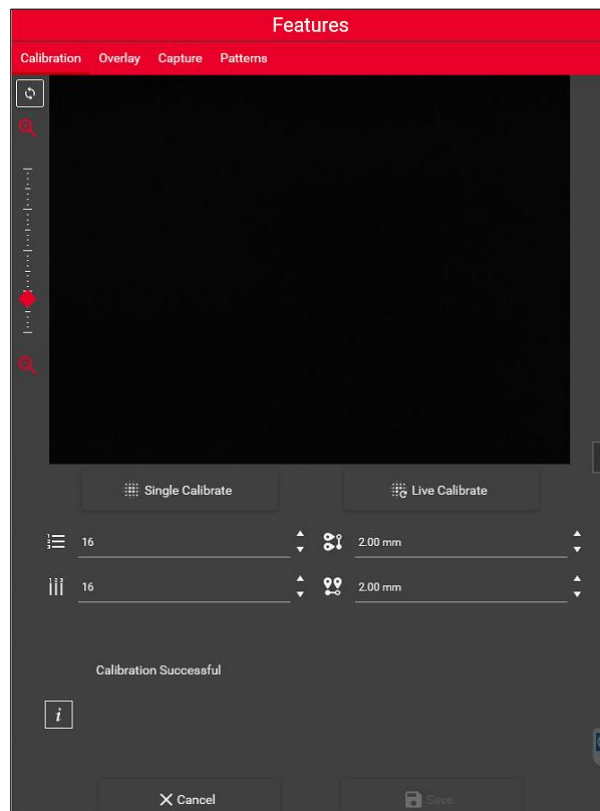 Features
Calibration Overlay Capture Patterns
Single Calibrate Live Calibrate
16 2.00 mm
16 2.00 mm
Calibration Successful
i
Cancel Save